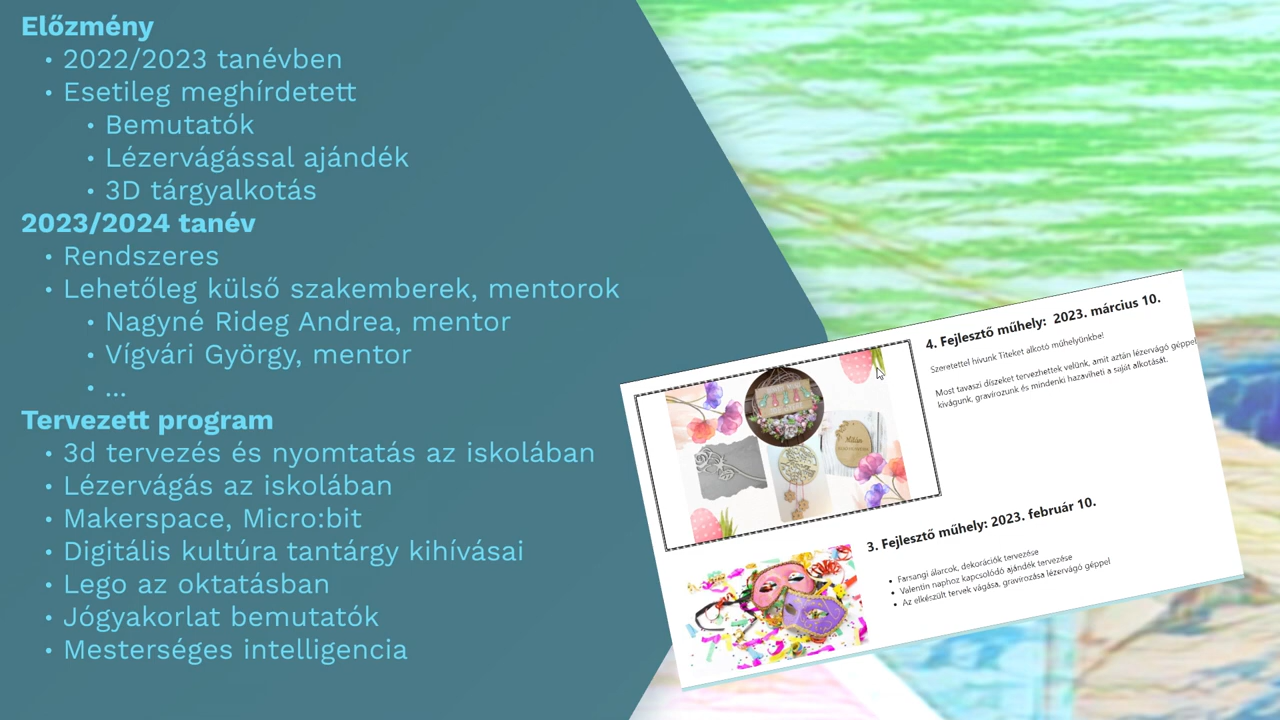 Előzmény
• 2022/2023 tanévben
• Esetileg meghírdetett
• Bemutatók
• Lézervágással ajándék
• 3D tárgyalkotás
2023/2024 tanév
• Rendszeres
• Lehetőleg külső szakemberek, mentorok
• Nagyné Rideg Andrea, mentor
• Vígvári György, mentor
• ...
Tervezett program
• 3d tervezés és nyomtatás az iskolában
• Lézervágás az iskolában
• Makerspace, Micro:bit
• Digitális kultúra tantárgy kihívásai
• Lego az oktatásban
• Jógyakorlat bemutatók
• Mesterséges intelligencia
4. Fejlesztő műhely: 2023. március 10.
Szeretettel hívunk Titeket alkotó műhelyünkbe!
Most tavaszi díszeket tervezhettek velünk, amit aztán lézervágó géppel
kivágunk, gravírozunk és mindenki hazaviheti a saját alkotását.
Milán
3. Fejlesztő műhely: 2023. február 10.
• Farsangi álarcok, dekorációk tervezése
• Valentin naphoz kapcsolódó ajándék tervezése
• Az elkészült tervek vágása, gravírozása lézervágó géppel